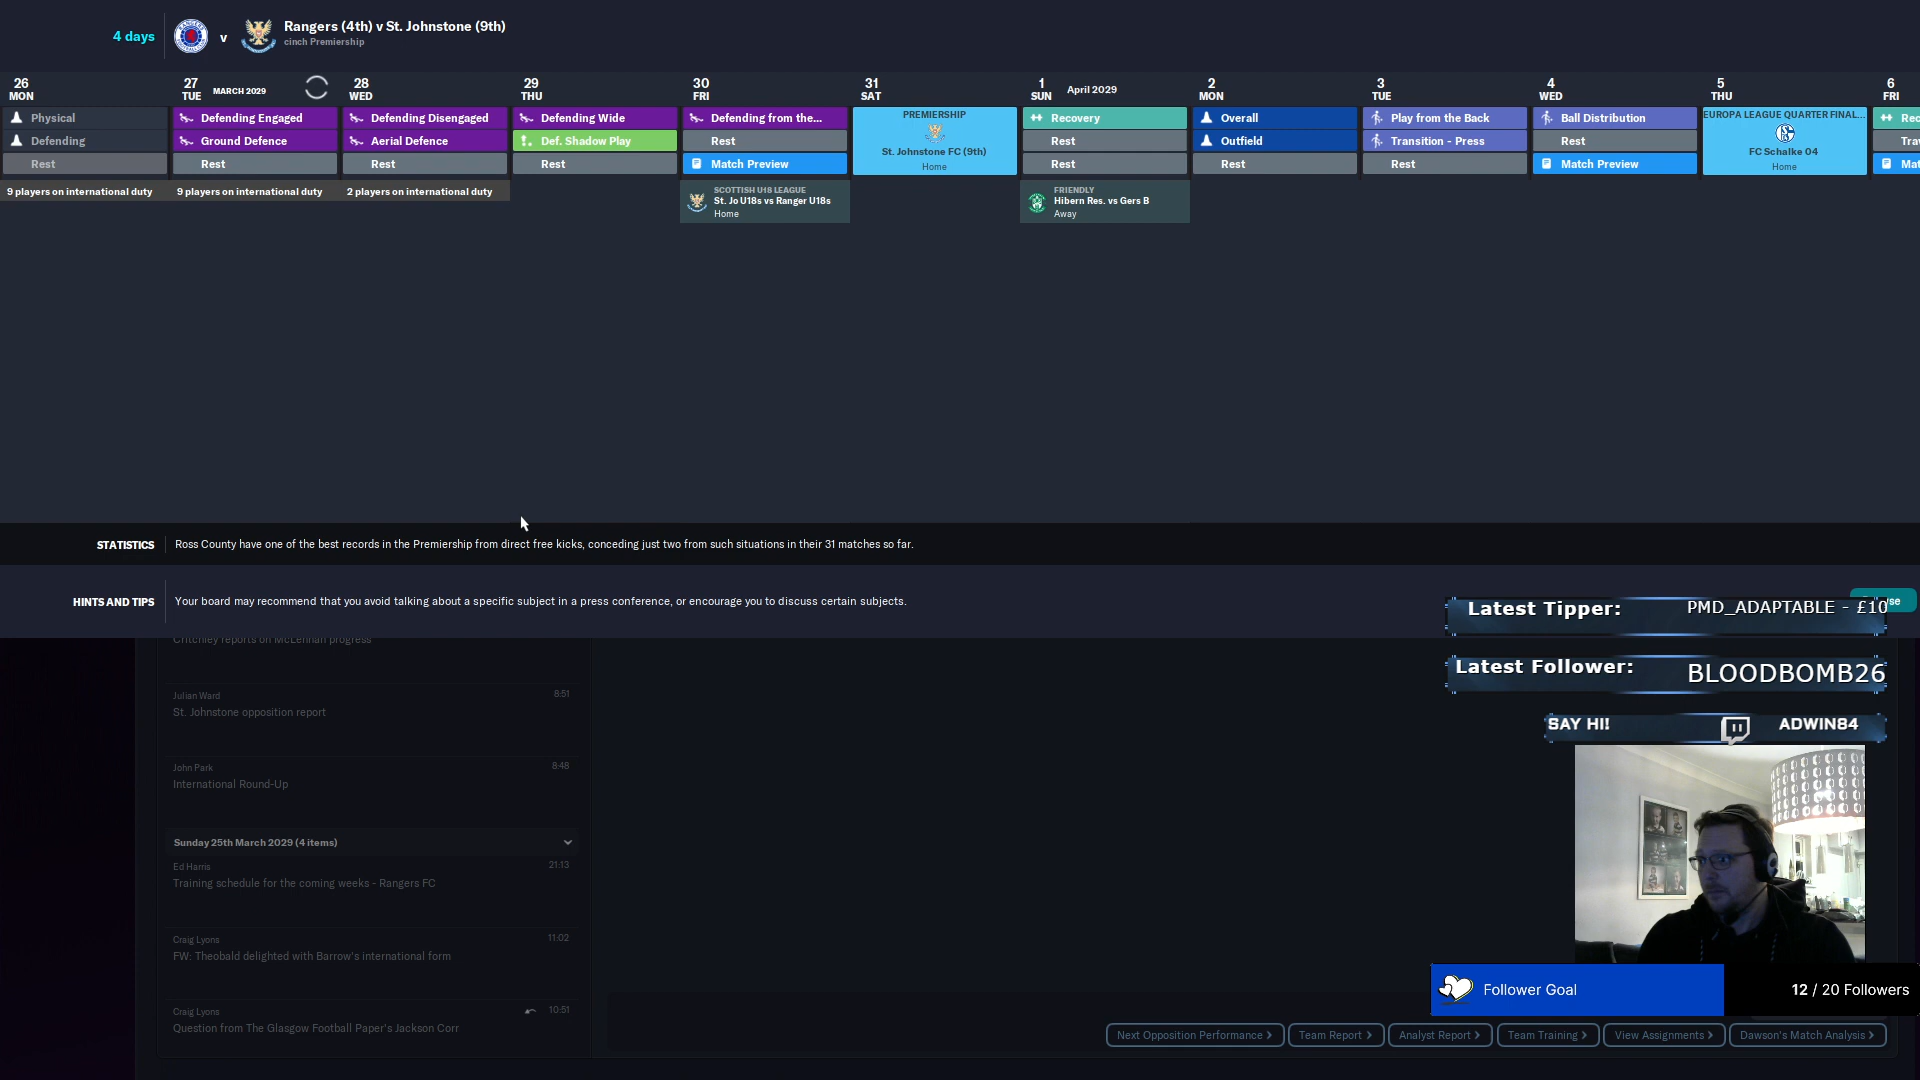 4 days
v
Rangers (4th) v St. Johnstone (9th)
cinch Premiership
26
MON
27
TUE
MARCH 2029
28
WED
29
THU
30
FRI
31
SAT
1
SUN
April 2029
2
MON
3
TUE
4
WED
5
THU
6
FRI
Physical
Defending
Rest
Defending Engaged
Ground Defence
Rest
Defending Disengaged
Aerial Defence
Rest
Defending Wide
Def. Shadow Play
Rest
Defending from the...
Rest
Match Preview
PREMIERSHIP
St. Johnstone FC (9th)
Home
Recovery
Rest
Rest
Overall
Outfield
Rest
Play from the Back
Transition - Press
Rest
Ball Distribution
Rest
Match Preview
EUROPA LEAGUE QUARTER FINAL...
FC Schalke 04
Home
Rec
Tra
Mat
9 players on international duty
9 players on international duty
2 players on international duty
SCOTTISH U18 LEAGUE
St. Jo U18s vs Ranger U18s
Home
FRIENDLY
Hibern Res. vs Gers B
Away
STATISTICS
Ross County have one of the best records in the Premiership from direct free kicks, conceding just two from such situations in their 31 matches so far.
HINTS AND TIPS
Your board may recommend that you avoid talking about a specific subject in a press conference, or encourage you to discuss certain subjects.
Latest Tipper:
PMD_ADAPTABLE - £10
se
Latest Follower:
BLOODBOMB26
SAY HI!
ADWIN84
Critchley reports on McLennan progress
Julian Ward
8:51
St. Johnstone opposition report
John Park
8:48
International Round-Up
Sunday 25th March 2029 (4 items)
Ed Harris
21:13
Training schedule for the coming weeks - Rangers FC
Craig Lyons
11:02
FW: Theobald delighted with Barrow's international form
Craig Lyons
10:51
Question from The Glasgow Football Paper's Jackson Corr
Follower Goal
12 / 20 Followers
Next Opposition Performance
Team Report
Analyst Report
Team Training
View Assignments
Dawson's Match Analysis